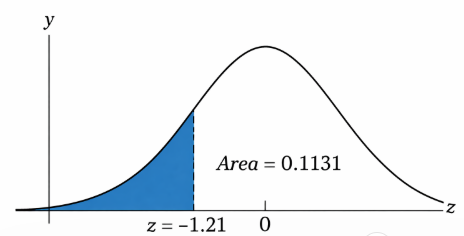 y
Area = 0.1131
z
z = −1.21
0